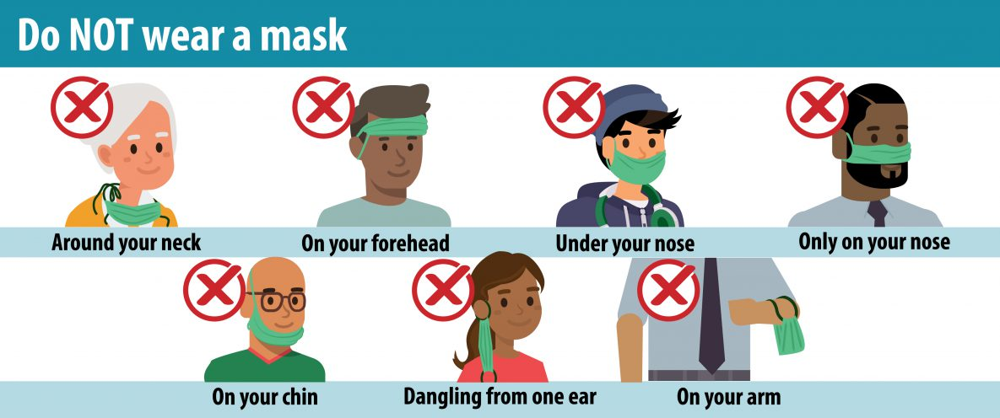 Do NOT wear a mask
Around your neck
On your forehead
Under your nose
Only on your nose
On your chin
Dangling from one ear
On your arm